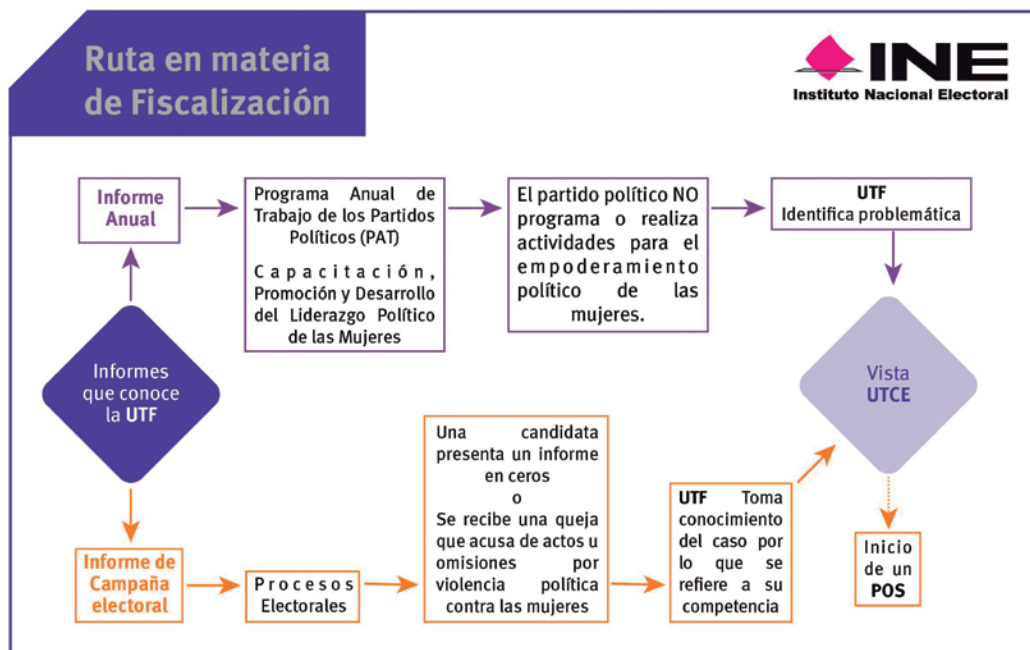 Ruta en materia
de Fiscalización
INE
Instituto Nacional Electoral
Informe
Anual
Programa Anual de
Trabajo de los Partidos
Políticos (PAT)
Capacitación,
Promoción y Desarrollo
del Liderazgo Político
de las Mujeres
El partido político NO
programa o realiza
actividades para el
empoderamiento
político de las
mujeres.
UTF
Identifica problemática
Informes
que conoce
la UTF
Vista
UTCE
Informe de
Campaña
electoral
Procesos
Electorales
Una candidata
presenta un informe
en ceros
o
Se recibe una queja
que acusa de actos u
omisiones por
violencia política
contra las mujeres
UTF Toma
conocimiento
del caso por
lo que se
refiere a su
competencia
Inicio
de un
POS